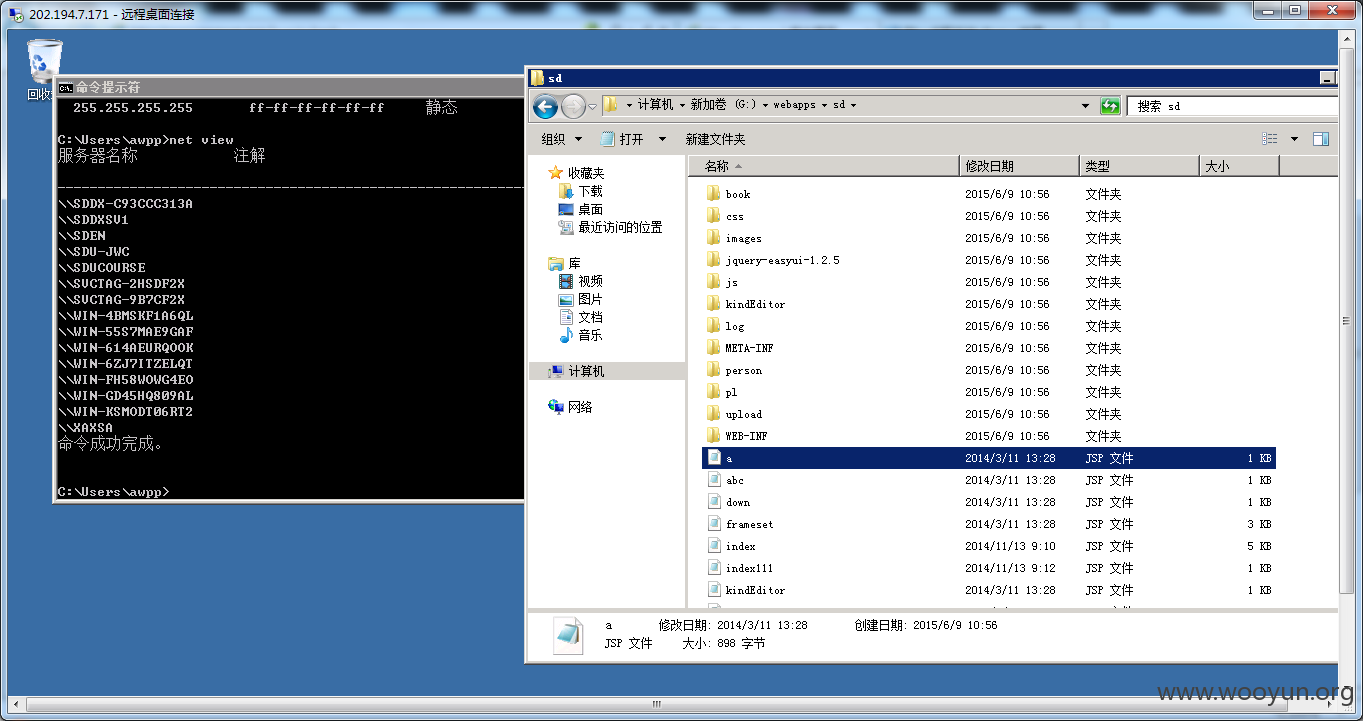 202.194.7.171 - 远程桌面连接
回收
命令提示符
255.255.255.255 ff-ff-ff-ff-ff-ff 静态
C:\Users\awpp>net view
服务器名称 注解
\\SDDX-C93CCC313A
\\SDDXSV1
\\SDEN
\\SDU-JWC
\\SDUCOURSE
\\SVCTAG-2HSDF2X
\\SVCTAG-9B7CF2X
\\WIN-4BMSKF1A6QL
\\WIN-55S7MAE9GAF
\\WIN-614AEURQOOK
\\WIN-6ZJ7ITZELQT
\\WIN-FH58WOWG4EO
\\WIN-GD45HQ809AL
\\WIN-KSMODT06RT2
\\XAXSA
命令成功完成。
C:\Users\awpp>
sd
计算机 新加卷 (G:) webapps sd
搜索 sd
组织 打开 新建文件夹
收藏夹
下载
桌面
最近访问的位置
库
视频
图片
文档
音乐
计算机
网络
名称 修改日期 类型 大小
book 2015/6/9 10:56 文件夹
css 2015/6/9 10:56 文件夹
images 2015/6/9 10:56 文件夹
jquery-easyui-1.2.5 2015/6/9 10:56 文件夹
js 2015/6/9 10:56 文件夹
kindEditor 2015/6/9 10:56 文件夹
log 2015/6/9 10:56 文件夹
META-INF 2015/6/9 10:56 文件夹
person 2015/6/9 10:56 文件夹
pl 2015/6/9 10:56 文件夹
upload 2015/6/9 10:56 文件夹
WEB-INF 2015/6/9 10:56 文件夹
a 2014/3/11 13:28 JSP 文件 1 KB
abc 2014/3/11 13:28 JSP 文件 1 KB
down 2014/3/11 13:28 JSP 文件 1 KB
frameset 2014/3/11 13:28 JSP 文件 3 KB
index 2014/11/13 9:10 JSP 文件 5 KB
index111 2014/11/13 9:12 JSP 文件 1 KB
kindEditor 2014/3/11 13:28 JSP 文件 1 KB
a 修改日期: 2014/3/11 13:28 创建日期: 2015/6/9 10:56
JSP 文件 大小: 898 字节
www.wooyun.org